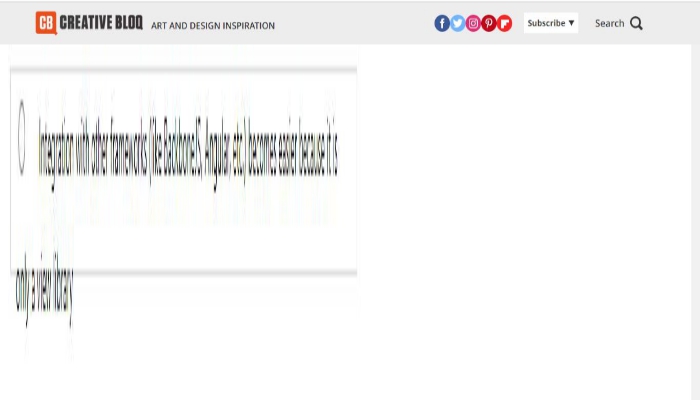 CB CREATIVE BLOQ ART AND DESIGN INSPIRATION Subscribe ▼ Search
Integration with other frameworks (like BackboneJS, Angular, etc.) becomes easier because it is
only a view library